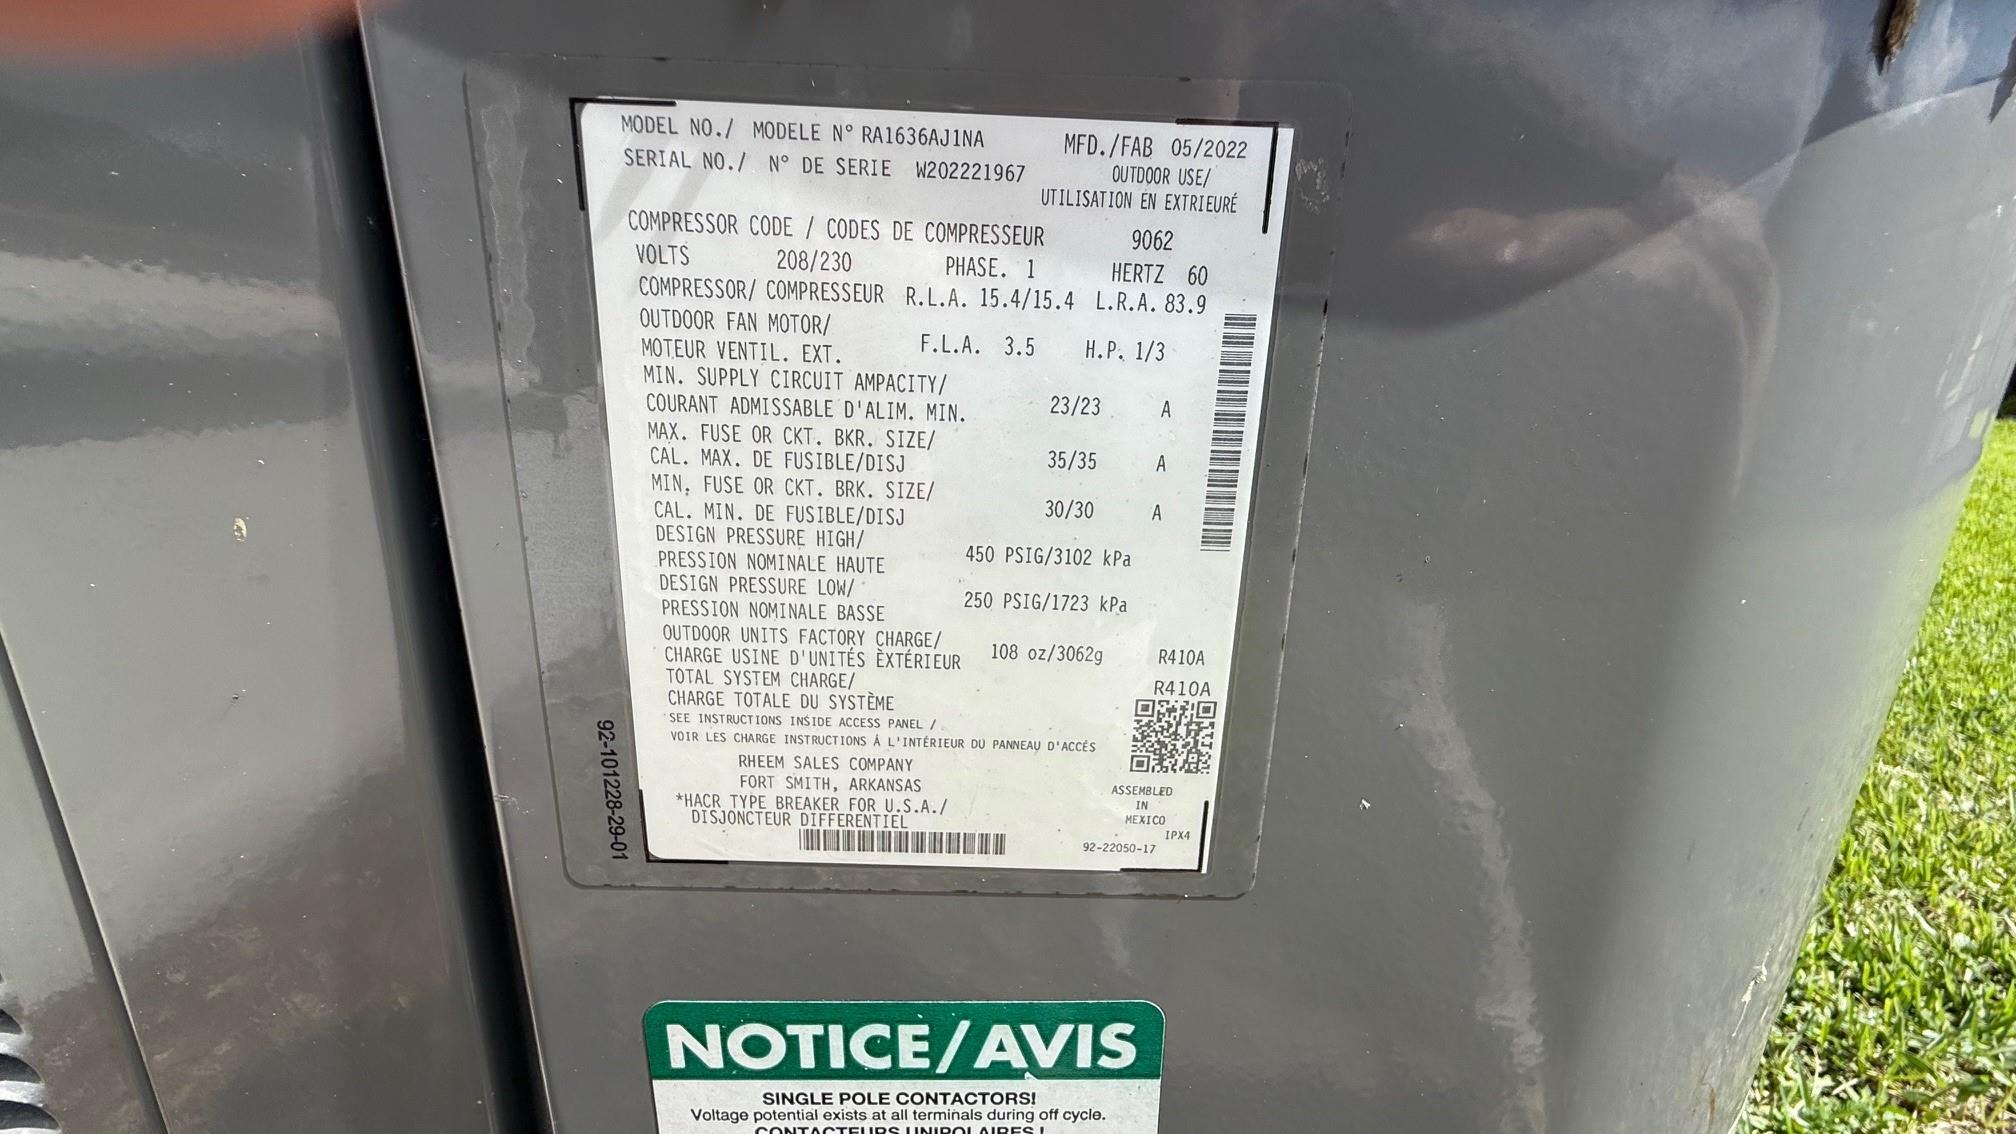 MODEL NO./ MODELE N° RA1636AJ1NA MFD./FAB 05/2022
SERIAL NO./ N° DE SERIE W202221967 OUTDOOR USE/
UTILISATION EN EXTRIEURÉ
COMPRESSOR CODE / CODES DE COMPRESSEUR 9062
VOLTS 208/230 PHASE. 1 HERTZ 60
COMPRESSOR/ COMPRESSEUR R.L.A. 15.4/15.4 L.R.A. 83.9
OUTDOOR FAN MOTOR/
MOTEUR VENTIL. EXT. F.L.A. 3.5 H.P. 1/3
MIN. SUPPLY CIRCUIT AMPACITY/
COURANT ADMISSABLE D'ALIM. MIN. 23/23 A
MAX. FUSE OR CKT. BKR. SIZE/
CAL. MAX. DE FUSIBLE/DISJ 35/35 A
MIN. FUSE OR CKT. BRK. SIZE/
CAL. MIN. DE FUSIBLE/DISJ 30/30 A
DESIGN PRESSURE HIGH/
PRESSION NOMINALE HAUTE 450 PSIG/3102 kPa
DESIGN PRESSURE LOW/
PRESSION NOMINALE BASSE 250 PSIG/1723 kPa
OUTDOOR UNITS FACTORY CHARGE/
CHARGE USINE D'UNITÉS ÈXTÉRIEUR 108 oz/3062g R410A
TOTAL SYSTEM CHARGE/ R410A
CHARGE TOTALE DU SYSTÈME
SEE INSTRUCTIONS INSIDE ACCESS PANEL /
VOIR LES CHARGE INSTRUCTIONS Á L'INTÉRIEUR DU PANNEAU D'ACCÉS
RHEEM SALES COMPANY
FORT SMITH, ARKANSAS
*HACR TYPE BREAKER FOR U.S.A./
DISJONCTEUR DIFFERENTIEL
ASSEMBLED
IN
MEXICO
IPX4
92-22050-17
92-101228-29-01
NOTICE/AVIS
SINGLE POLE CONTACTORS!
Voltage potential exists at all terminals during off cycle.
CONTACTEURS UNIPOLAIRES !